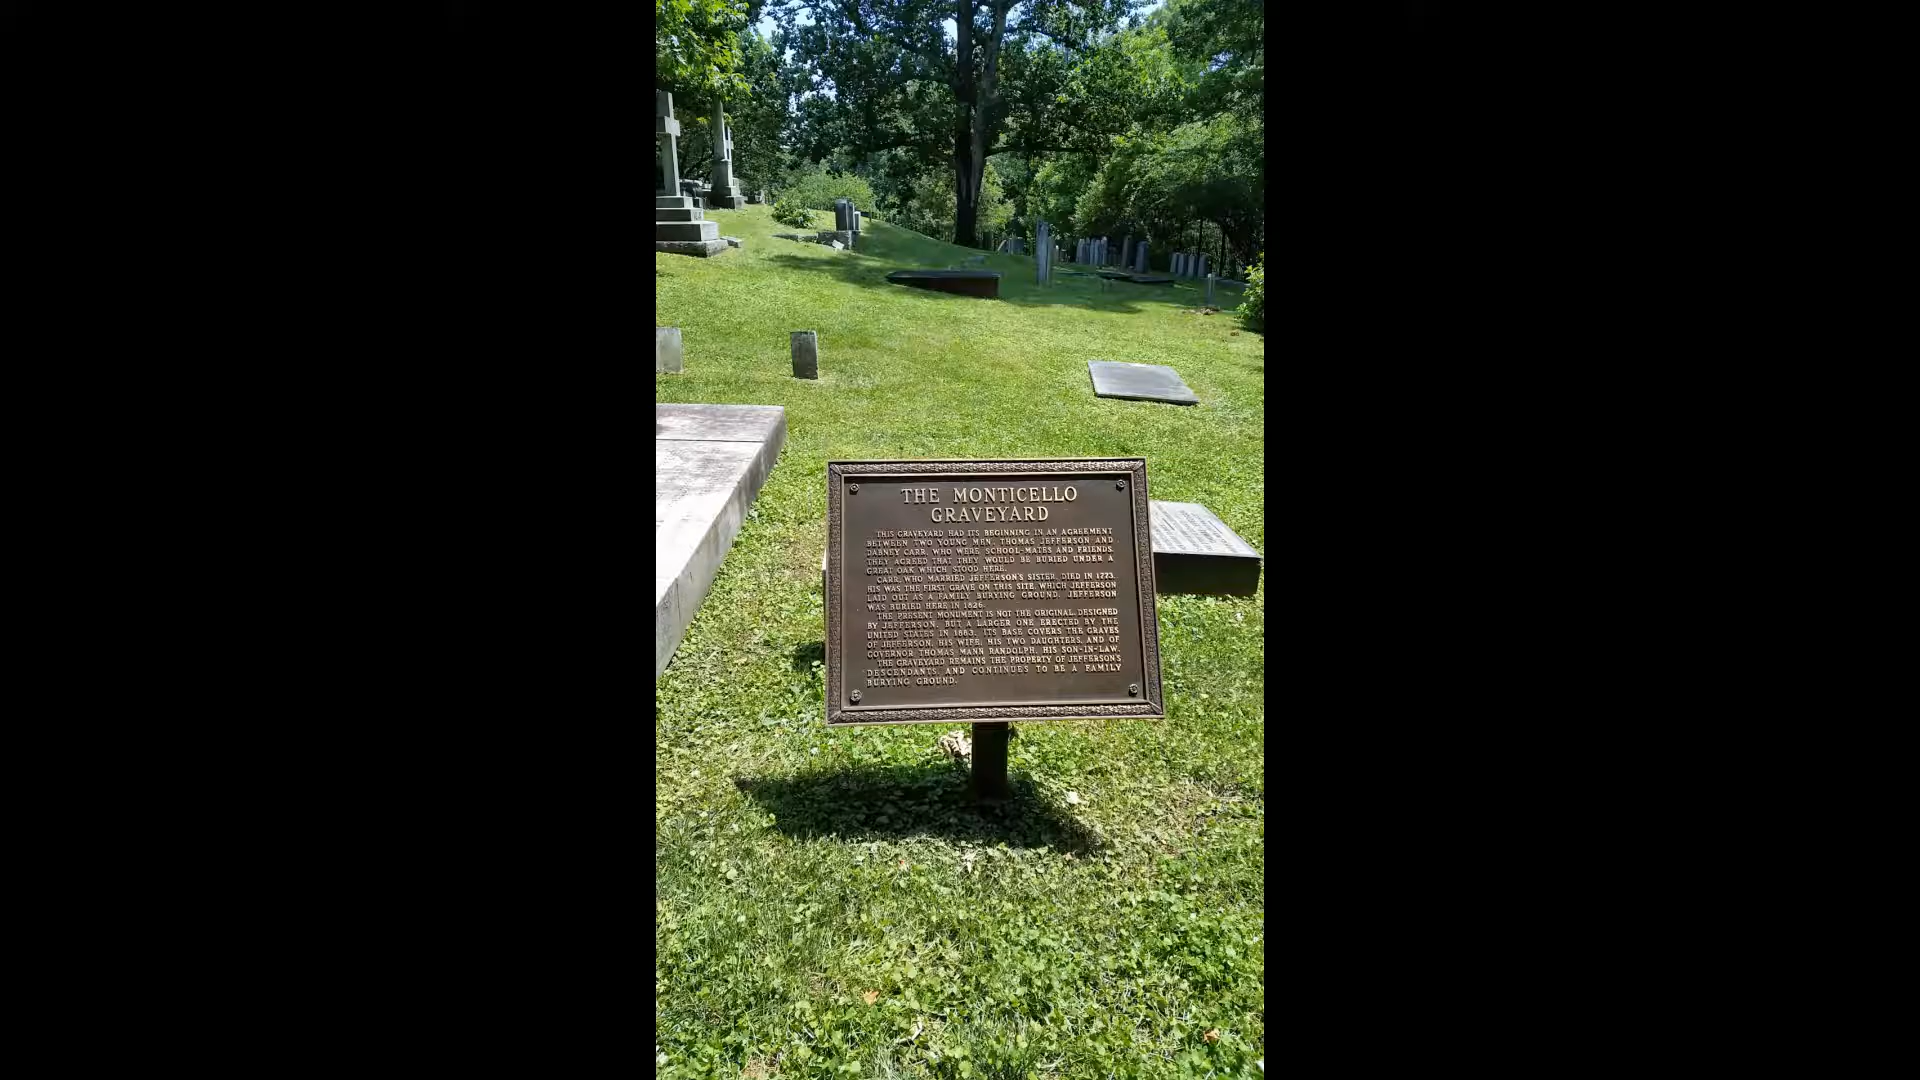 THE MONTICELLO
GRAVEYARD
THIS GRAVEYARD HAD ITS BEGINNING IN AN AGREEMENT
BETWEEN TWO YOUNG MEN, THOMAS JEFFERSON AND
DABNEY CARR, WHO WERE SCHOOL-MATES AND FRIENDS.
THEY AGREED THAT THEY WOULD BE BURIED UNDER A
GREAT OAK WHICH STOOD HERE.
CARR, WHO MARRIED JEFFERSON'S SISTER, DIED IN 1773.
HIS WAS THE FIRST GRAVE ON THIS SITE, WHICH JEFFERSON
LAID OUT AS A FAMILY BURYING GROUND. JEFFERSON
WAS BURIED HERE IN 1826.
THE PRESENT MONUMENT IS NOT THE ORIGINAL, DESIGNED
BY JEFFERSON, BUT A LARGER ONE ERECTED BY THE
UNITED STATES IN 1883. ITS BASE COVERS THE GRAVES
OF JEFFERSON, HIS WIFE, HIS TWO DAUGHTERS, AND OF
GOVERNOR THOMAS MANN RANDOLPH, HIS SON-IN-LAW.
THE GRAVEYARD REMAINS THE PROPERTY OF JEFFERSON'S
DESCENDANTS, AND CONTINUES TO BE A FAMILY
BURYING GROUND.